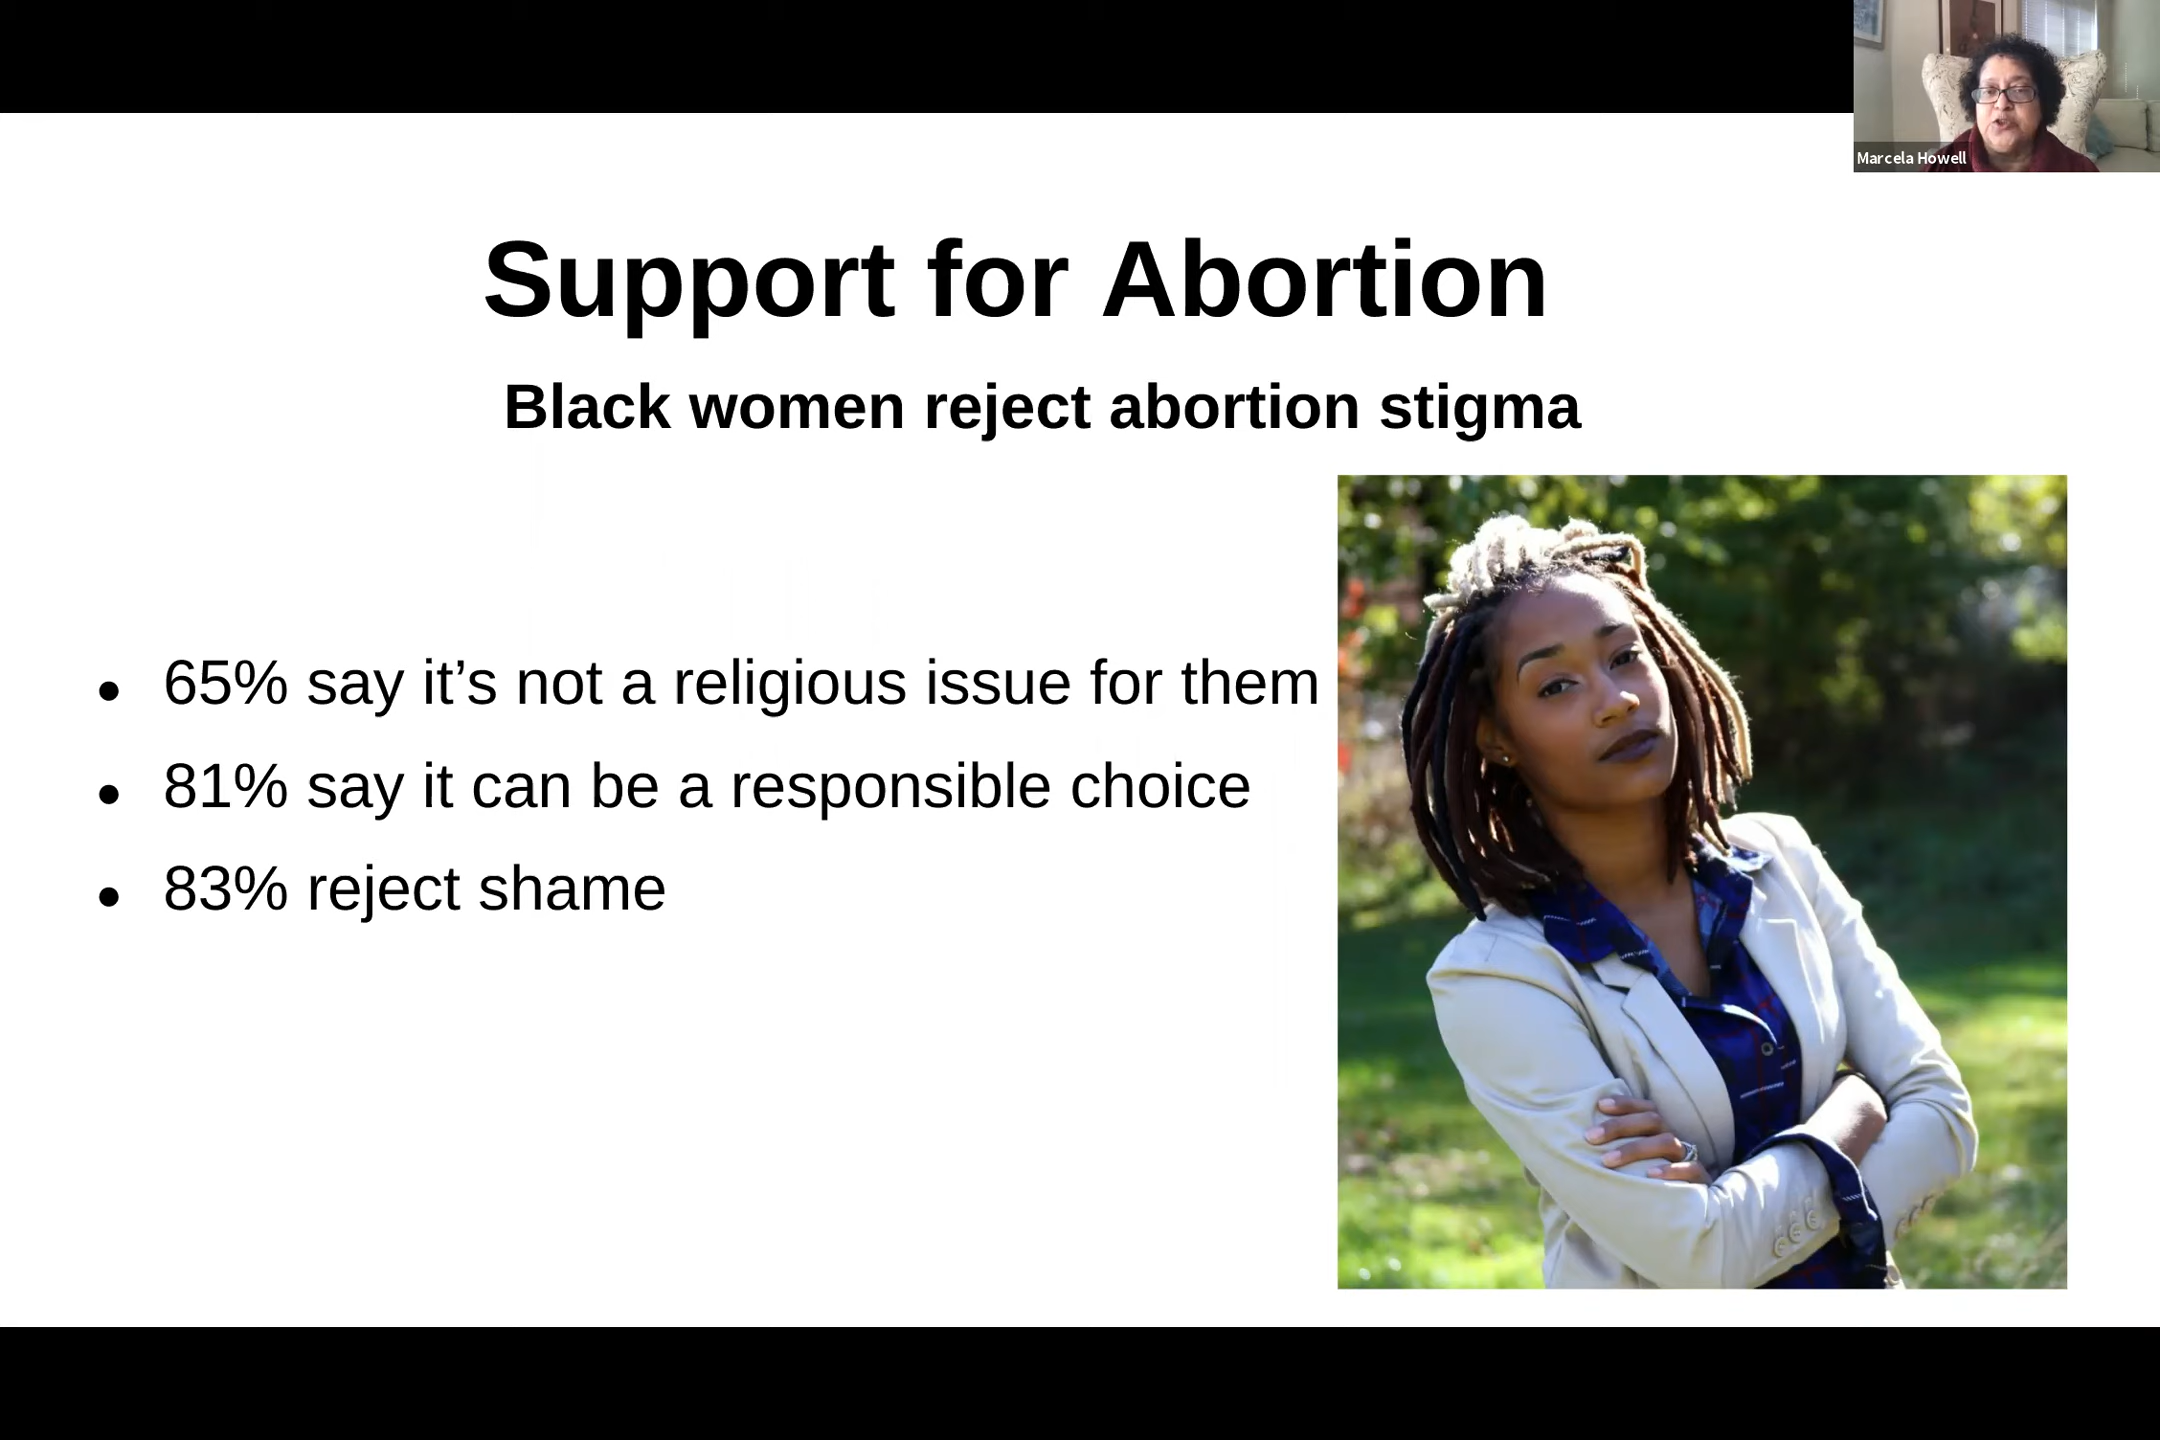 Marcela Howell
Support for Abortion
Black women reject abortion stigma
• 65% say it’s not a religious issue for them
• 81% say it can be a responsible choice
• 83% reject shame